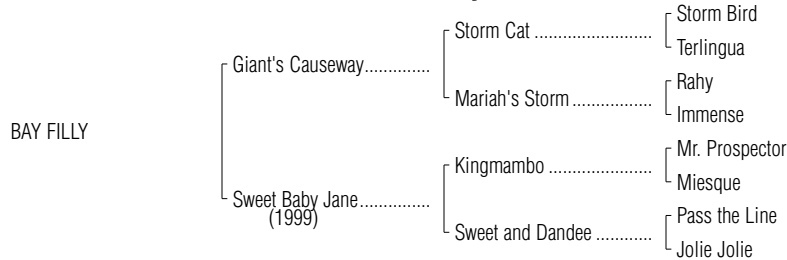 Storm Bird
Storm Cat ........................
Terlingua
Giant's Causeway..............
Rahy
Mariah's Storm .................
Immense
BAY FILLY
Mr. Prospector
Kingmambo .....................
Miesque
Sweet Baby Jane...............
(1999)
Pass the Line
Sweet and Dandee ............
Jolie Jolie